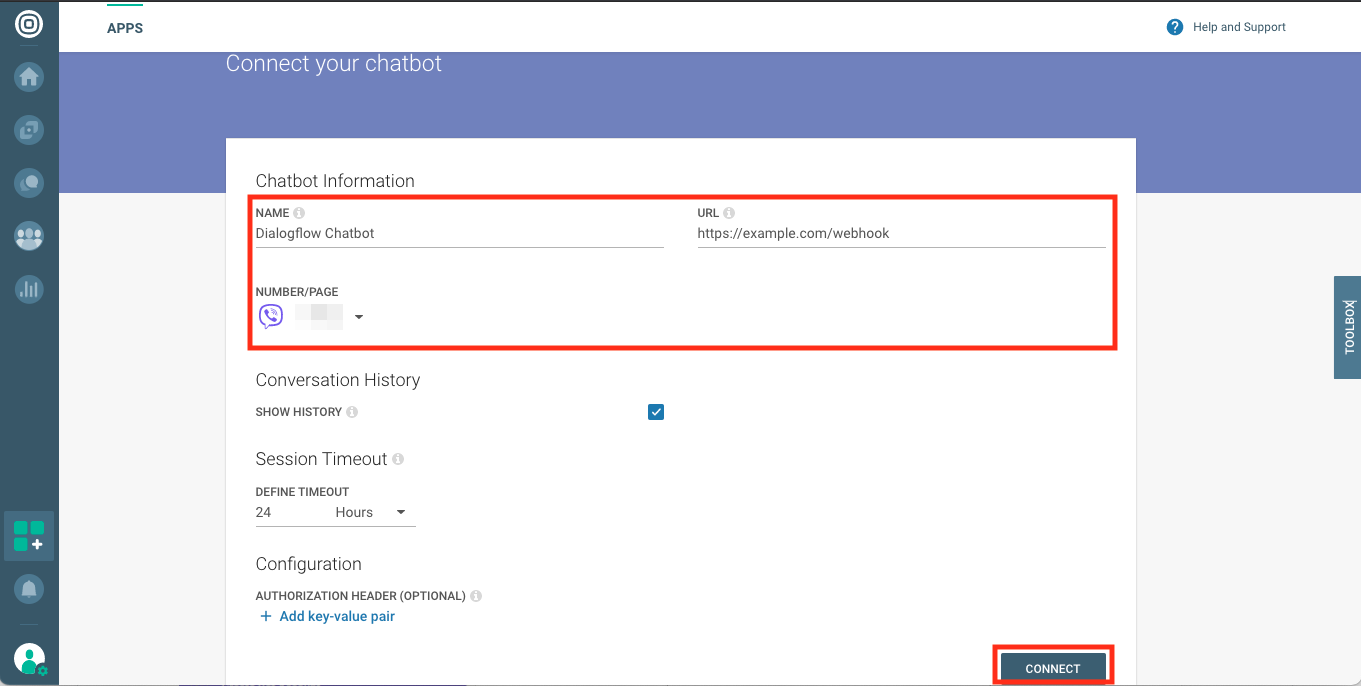 APPS
? Help and Support
Connect your chatbot
Chatbot Information
NAME
URL
Dialogflow Chatbot
https://example.com/webhook
NUMBER/PAGE
TOOLBOX
Conversation History
SHOW HISTORY
Session Timeout
DEFINE TIMEOUT
24 Hours
Configuration
AUTHORIZATION HEADER (OPTIONAL)
+ Add key-value pair
CONNECT